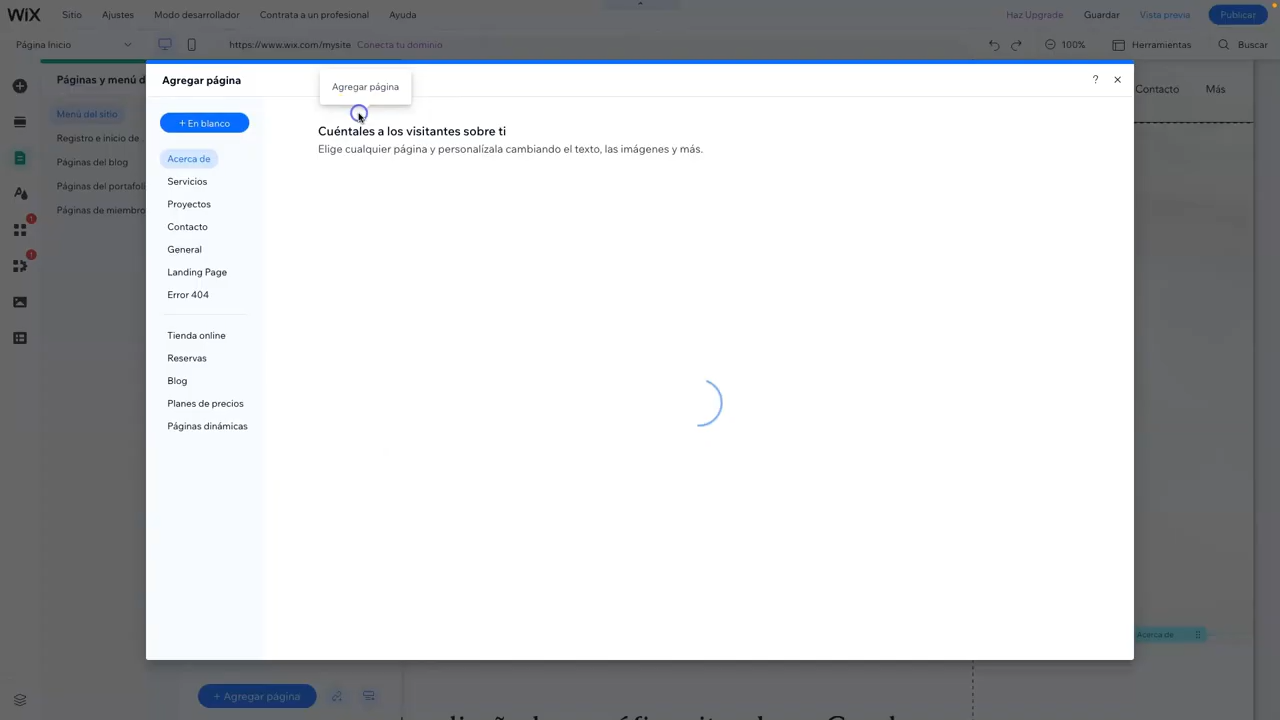 WiX Sitio Ajustes Modo desarrollador Contrata a un profesional Ayuda Haz Upgrade Guardar Vista previa Publicar
Página Inicio https://www.wix.com/mysite Conecta tu dominio 100% Herramientas Buscar
Páginas y menú d
Menú del sitio
Registro e inicio de
Páginas del blog
Páginas del portafoli
Páginas de miembro
Agregar página
Agregar página
?
+ En blanco
Acerca de
Servicios
Proyectos
Contacto
General
Landing Page
Error 404
Tienda online
Reservas
Blog
Planes de precios
Páginas dinámicas
Cuéntales a los visitantes sobre ti
Elige cualquier página y personalízala cambiando el texto, las imágenes y más.
Contacto Más
1
1
Acerca de
+ Agregar página